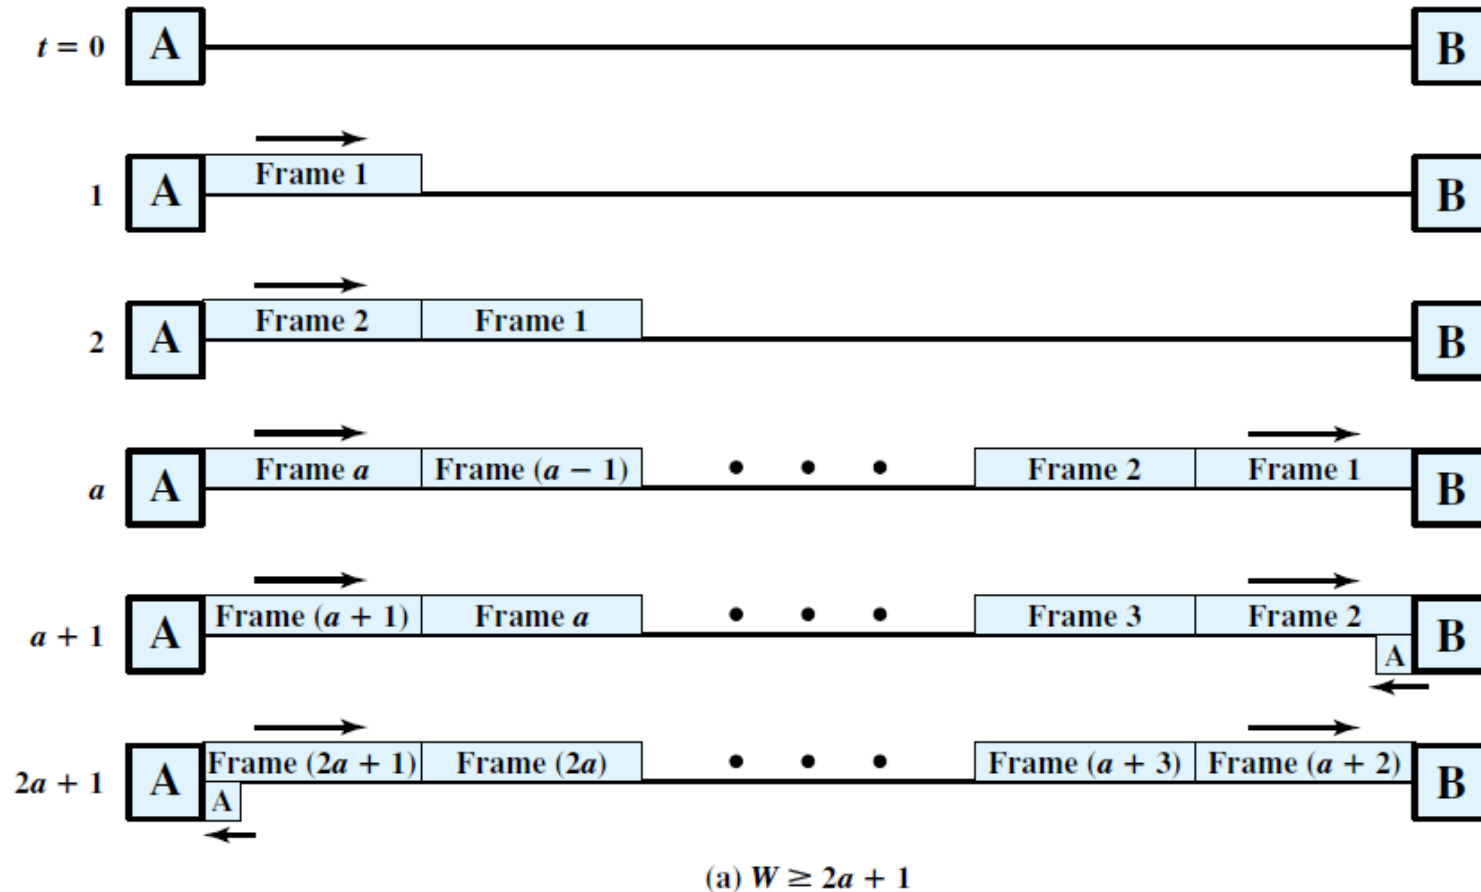 t = 0 A B
1 A Frame 1 B
2 A Frame 2 Frame 1 B
a A Frame a Frame (a − 1) • • • Frame 2 Frame 1 B
a + 1 A Frame (a + 1) Frame a • • • Frame 3 Frame 2 B
A
2a + 1 A Frame (2a + 1) Frame (2a) • • • Frame (a + 3) Frame (a + 2) B
A
(a) W ≥ 2a + 1